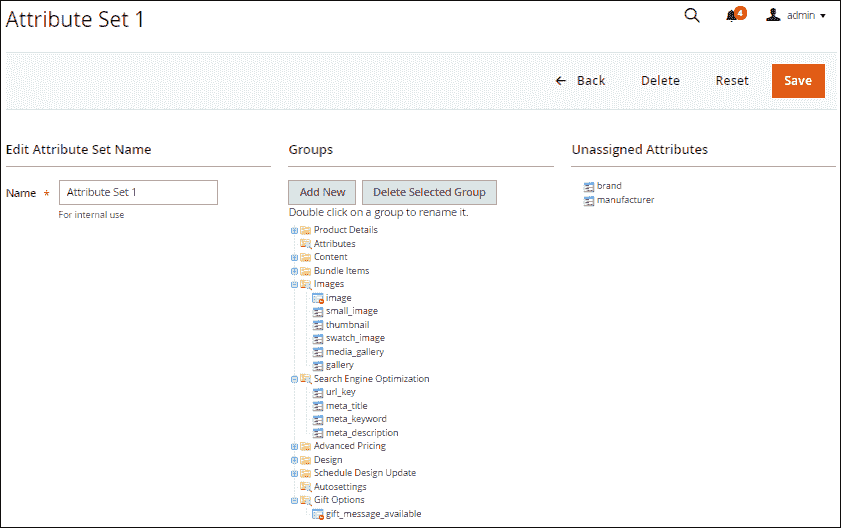 Attribute Set 1
4
admin
Back
Delete
Reset
Save
Edit Attribute Set Name
Name *
Attribute Set 1
For internal use
Groups
Add New
Delete Selected Group
Double click on a group to rename it.
Product Details
Attributes
Content
Bundle Items
Images
image
small_image
thumbnail
swatch_image
media_gallery
gallery
Search Engine Optimization
url_key
meta_title
meta_keyword
meta_description
Advanced Pricing
Design
Schedule Design Update
Autosettings
Gift Options
gift_message_available
Unassigned Attributes
brand
manufacturer